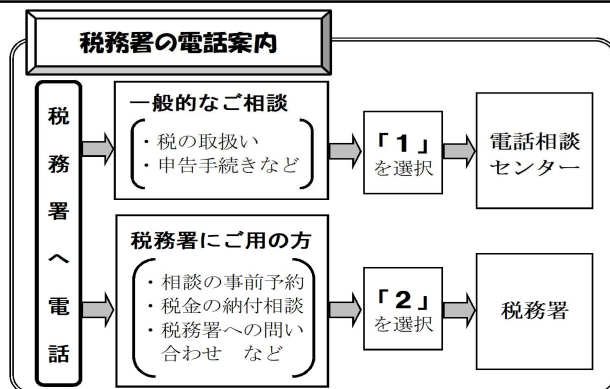 税務署の電話案内
税務署へ電話
一般的なご相談
・税の取扱い
・申告手続きなど
「1」
を選択
電話相談
センター
税務署にご用の方
・相談の事前予約
・税金の納付相談
・税務署への問い
合わせ　など
「2」
を選択
税務署